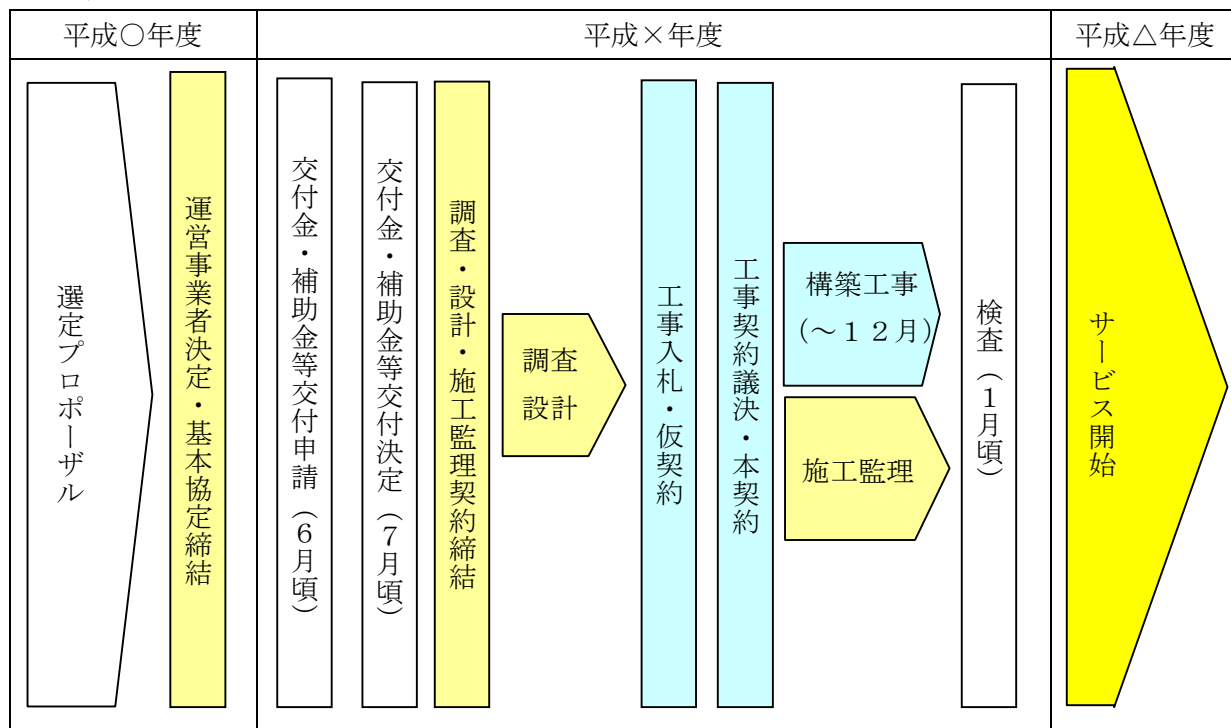 平成○年度
平成×年度
平成△年度
選定プロポーザル
運営事業者決定・基本協定締結
交付金・補助金等交付申請(6月頃)
交付金・補助金等交付決定(7月頃)
調査・設計・施工監理契約締結
調査
設計
工事入札・仮契約
工事契約議決・本契約
構築工事
(~12月)
施工監理
検査(1月頃)
サービス開始